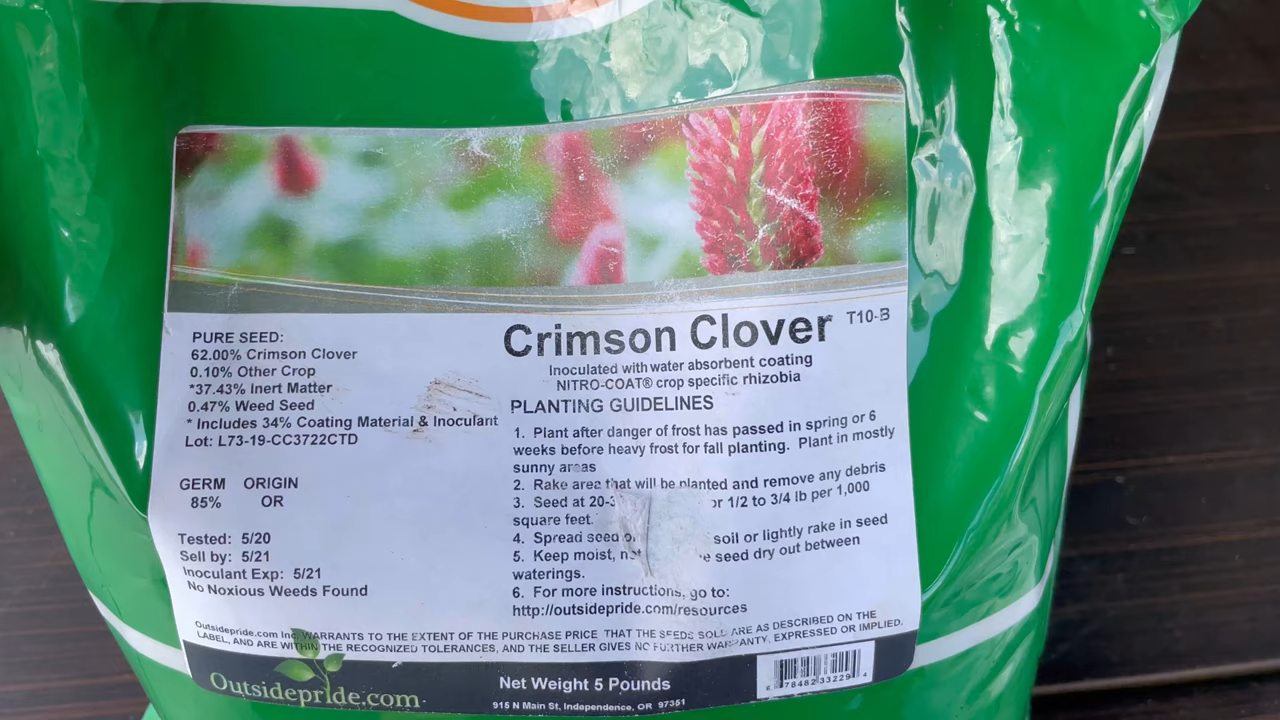 PURE SEED:
62.00% Crimson Clover
0.10% Other Crop
*37.43% Inert Matter
0.47% Weed Seed
* Includes 34% Coating Material & Inoculant
Lot: L73-19-CC3722CTD
GERM ORIGIN
85% OR
Tested: 5/20
Sell by: 5/21
Inoculant Exp: 5/21
No Noxious Weeds Found
Crimson Clover T10-B
Inoculated with water absorbent coating
NITRO-COAT® crop specific rhizobia
PLANTING GUIDELINES
1. Plant after danger of frost has passed in spring or 6
weeks before heavy frost for fall planting. Plant in mostly
sunny areas
2. Rake area that will be planted and remove any debris
3. Seed at or 1/2 to 3/4 lb per 1,000
square feet.
4. Spread seed soil or lightly rake in seed
5. Keep moist, seed dry out between
waterings.
6. For more instructions, go to:
http://outsidepride.com/resources
Outsidepride.com Inc. WARRANTS TO THE EXTENT OF THE PURCHASE PRICE THAT THE SEEDS SOLD ARE AS DESCRIBED ON THE
LABEL, AND ARE WITHIN THE RECOGNIZED TOLERANCES, AND THE SELLER GIVES NO FURTHER WARRANTY, EXPRESSED OR IMPLIED.
Outsidepride.com
Net Weight 5 Pounds
915 N Main St, Independence, OR 97351
6 78482 33229 4